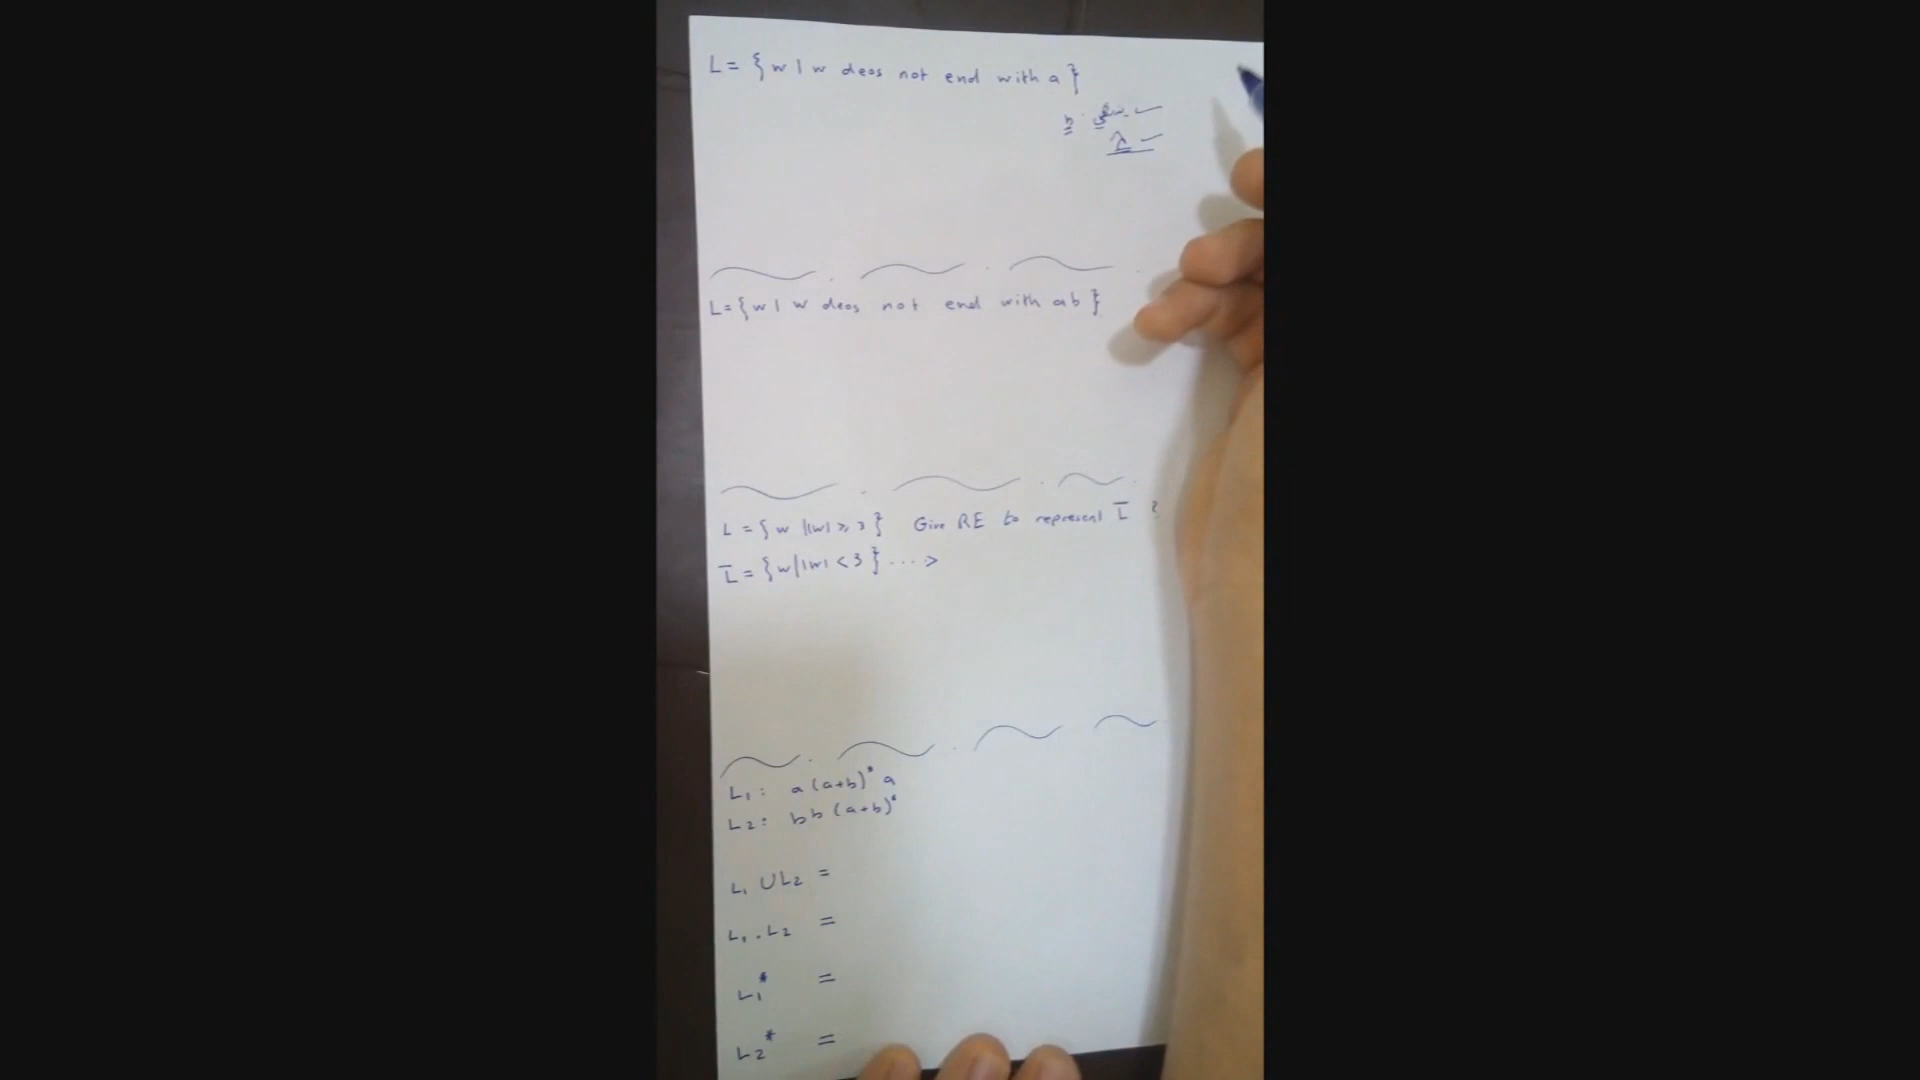 L = { w | w deos not end with a }
b
λ
L = { w | w deos not end with ab }
L = { w | |w| ⩾ 3 } Give RE to represent L̅ ?
L̅ = { w | |w| < 3 } ....>
L₁ : a (a+b)* a
L₂ : bb (a+b)*
L₁ ∪ L₂ =
L₁ . L₂ =
L₁* =
L₂* =